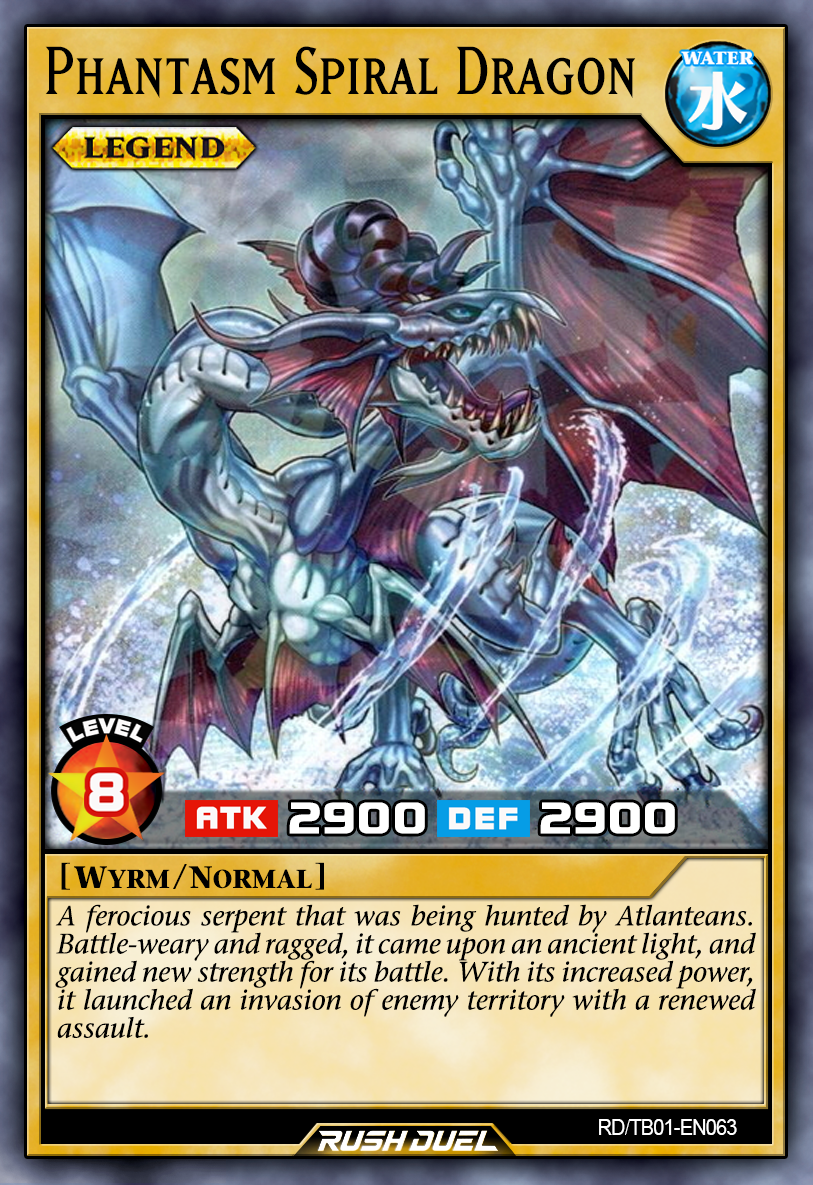 Phantasm Spiral Dragon
WATER
水
LEGEND
LEVEL
8
ATK 2900 DEF 2900
[Wyrm/Normal]
A ferocious serpent that was being hunted by Atlanteans.
Battle-weary and ragged, it came upon an ancient light, and
gained new strength for its battle. With its increased power,
it launched an invasion of enemy territory with a renewed
assault.
RD/TB01-EN063
RUSH DUEL